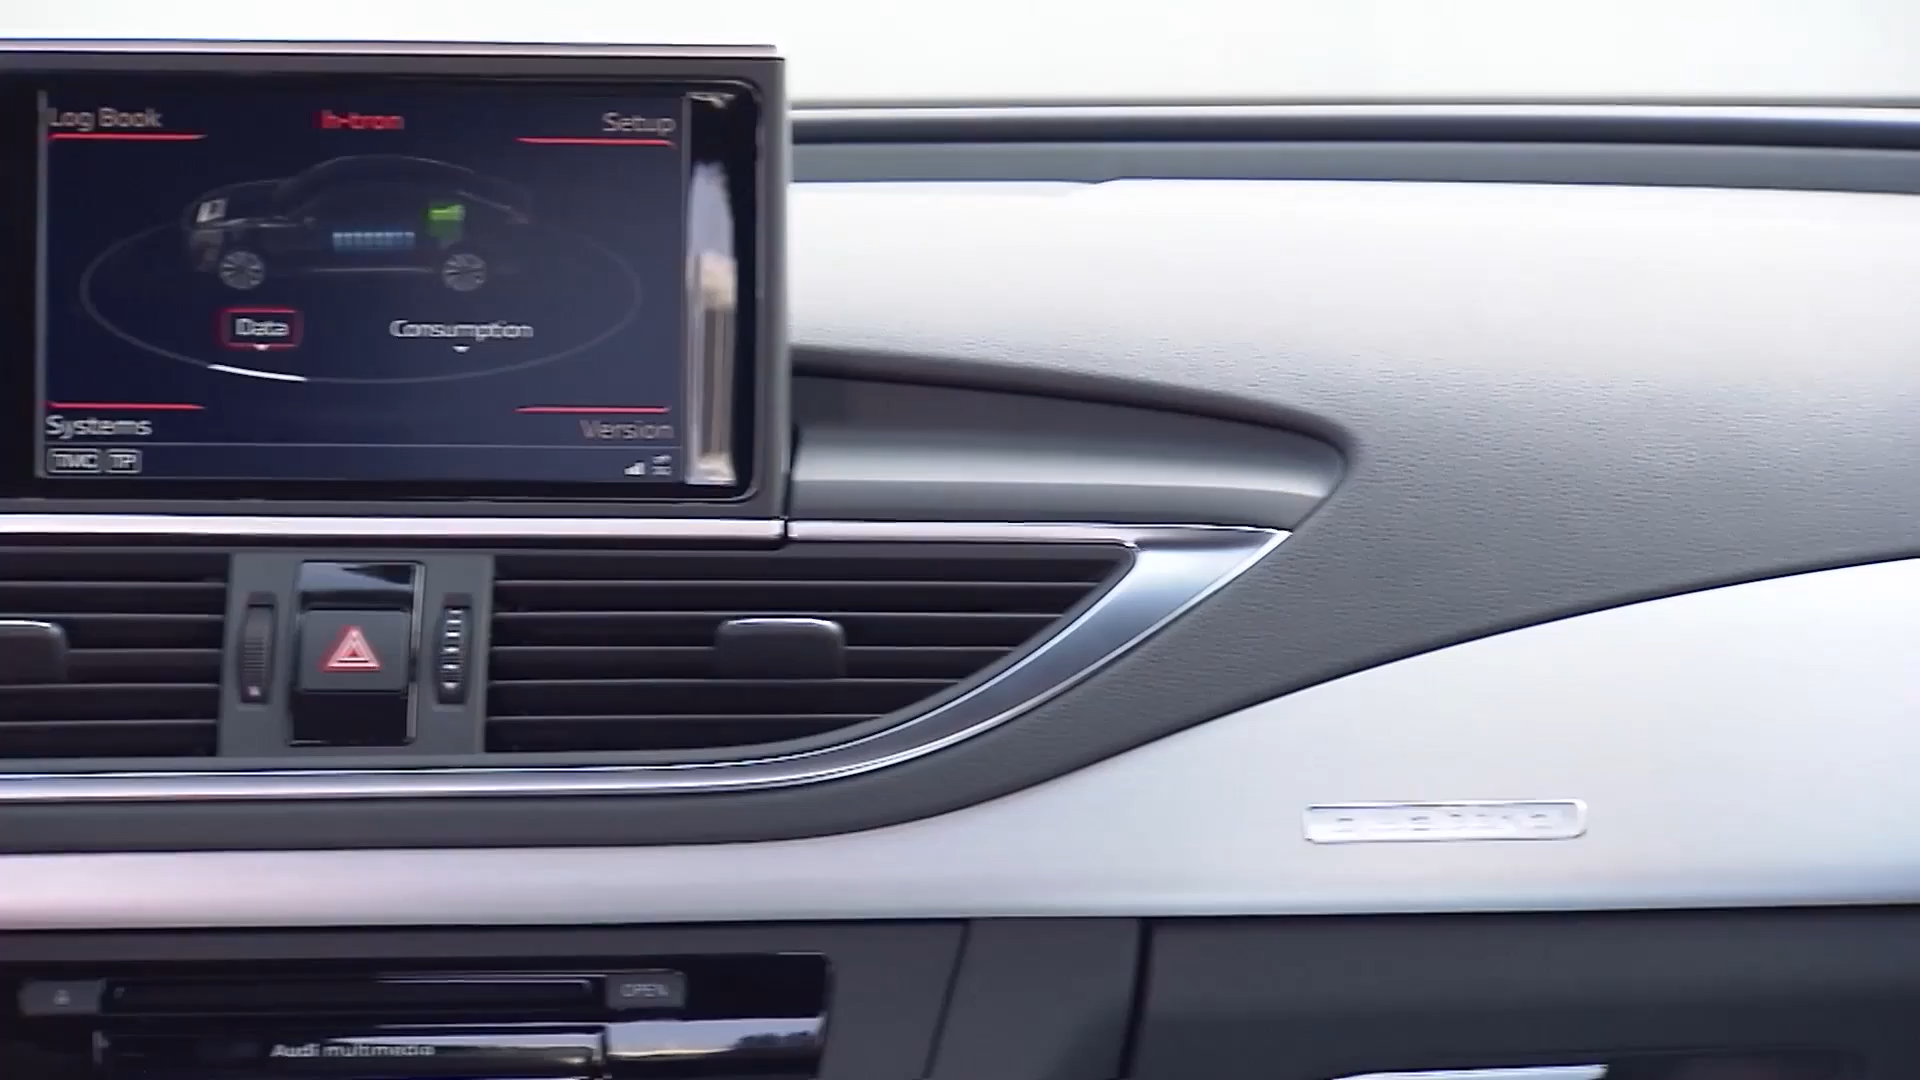 Log Book
h-tron
Setup
Data
Consumption
Systems
Version
TMC TP
OPEN
Audi multimedia